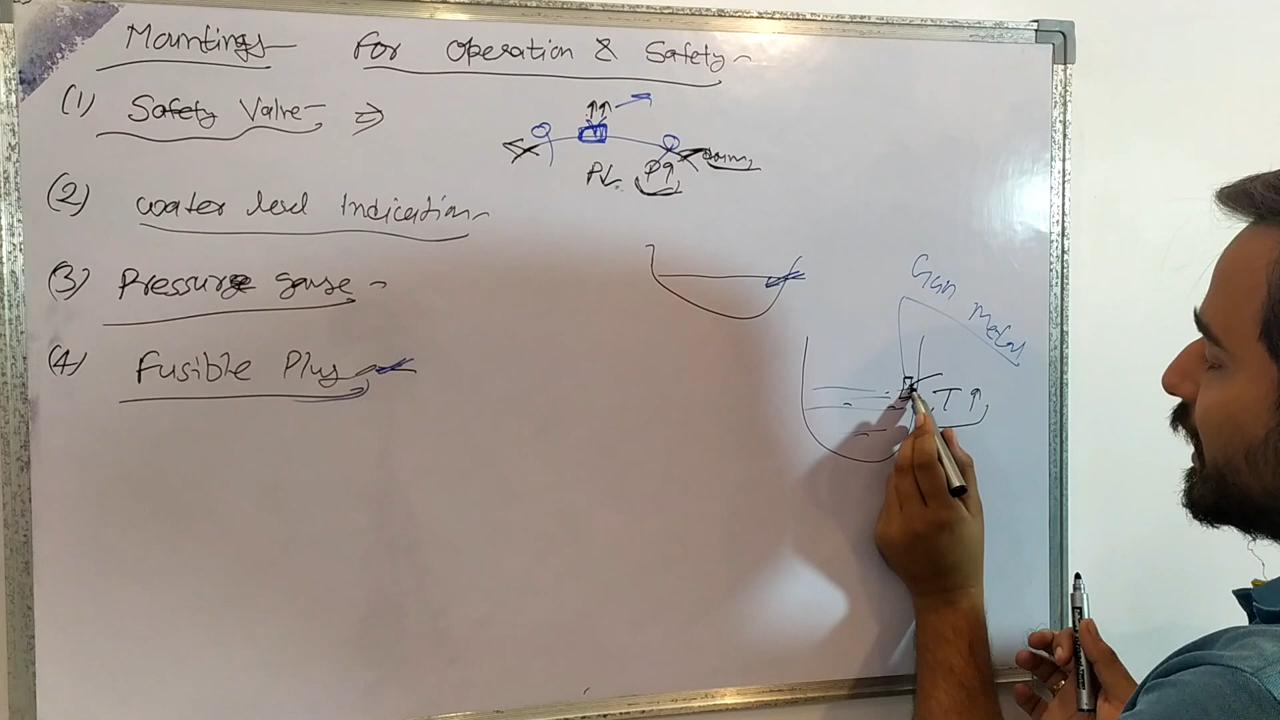 Mountings For Operation & Safety
(1) Safety Valve ⇒
P↓ P↑
(2) water level Indication
(3) Pressure gauge
(4) Fusible Plug
Gun Metal
T↑